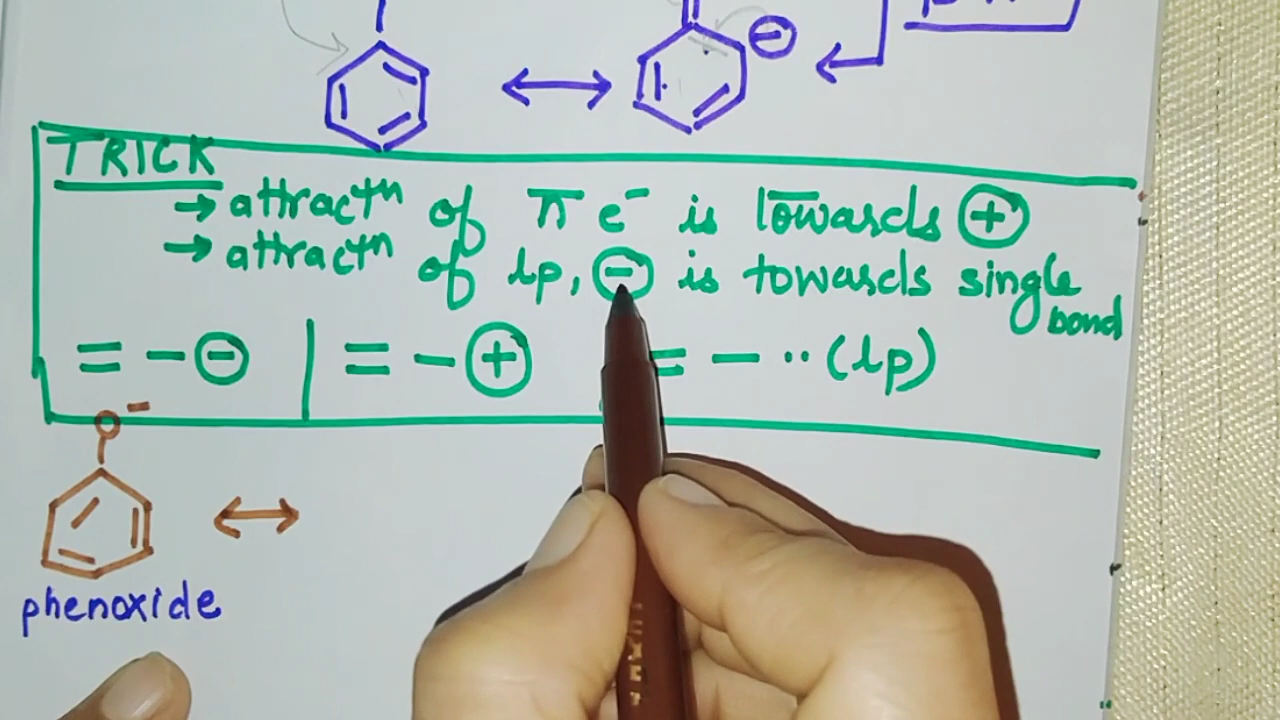 ⊖
TRICK
→ attractⁿ of π e⁻ is towards ⊕
→ attractⁿ of lp, ⊖ is towards single bond
= - ⊖ | = - ⊕ = - ·· (lp)
O⁻
phenoxide